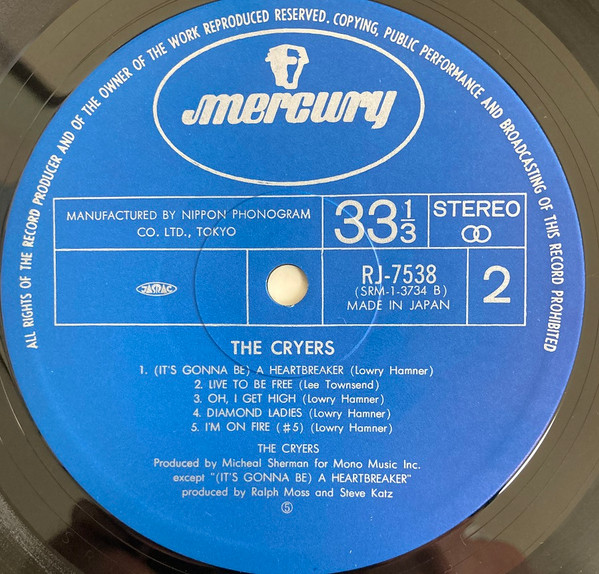 ALL RIGHTS OF THE RECORD PRODUCER AND OF THE OWNER OF THE WORK REPRODUCED RESERVED. COPYING, PUBLIC PERFORMANCE AND BROADCASTING OF THIS RECORD PROHIBITED
mercury
MANUFACTURED BY NIPPON PHONOGRAM
CO. LTD., TOKYO
33 1/3
STEREO
JASRAC
RJ-7538
(SRM-1-3734 B)
MADE IN JAPAN
2
THE CRYERS
1. (IT'S GONNA BE) A HEARTBREAKER (Lowry Hamner)
2. LIVE TO BE FREE (Lee Townsend)
3. OH, I GET HIGH (Lowry Hamner)
4. DIAMOND LADIES (Lowry Hamner)
5. I'M ON FIRE (#5) (Lowry Hamner)
THE CRYERS
Produced by Micheal Sherman for Mono Music Inc.
except "(IT'S GONNA BE) A HEARTBREAKER"
produced by Ralph Moss and Steve Katz
⑤